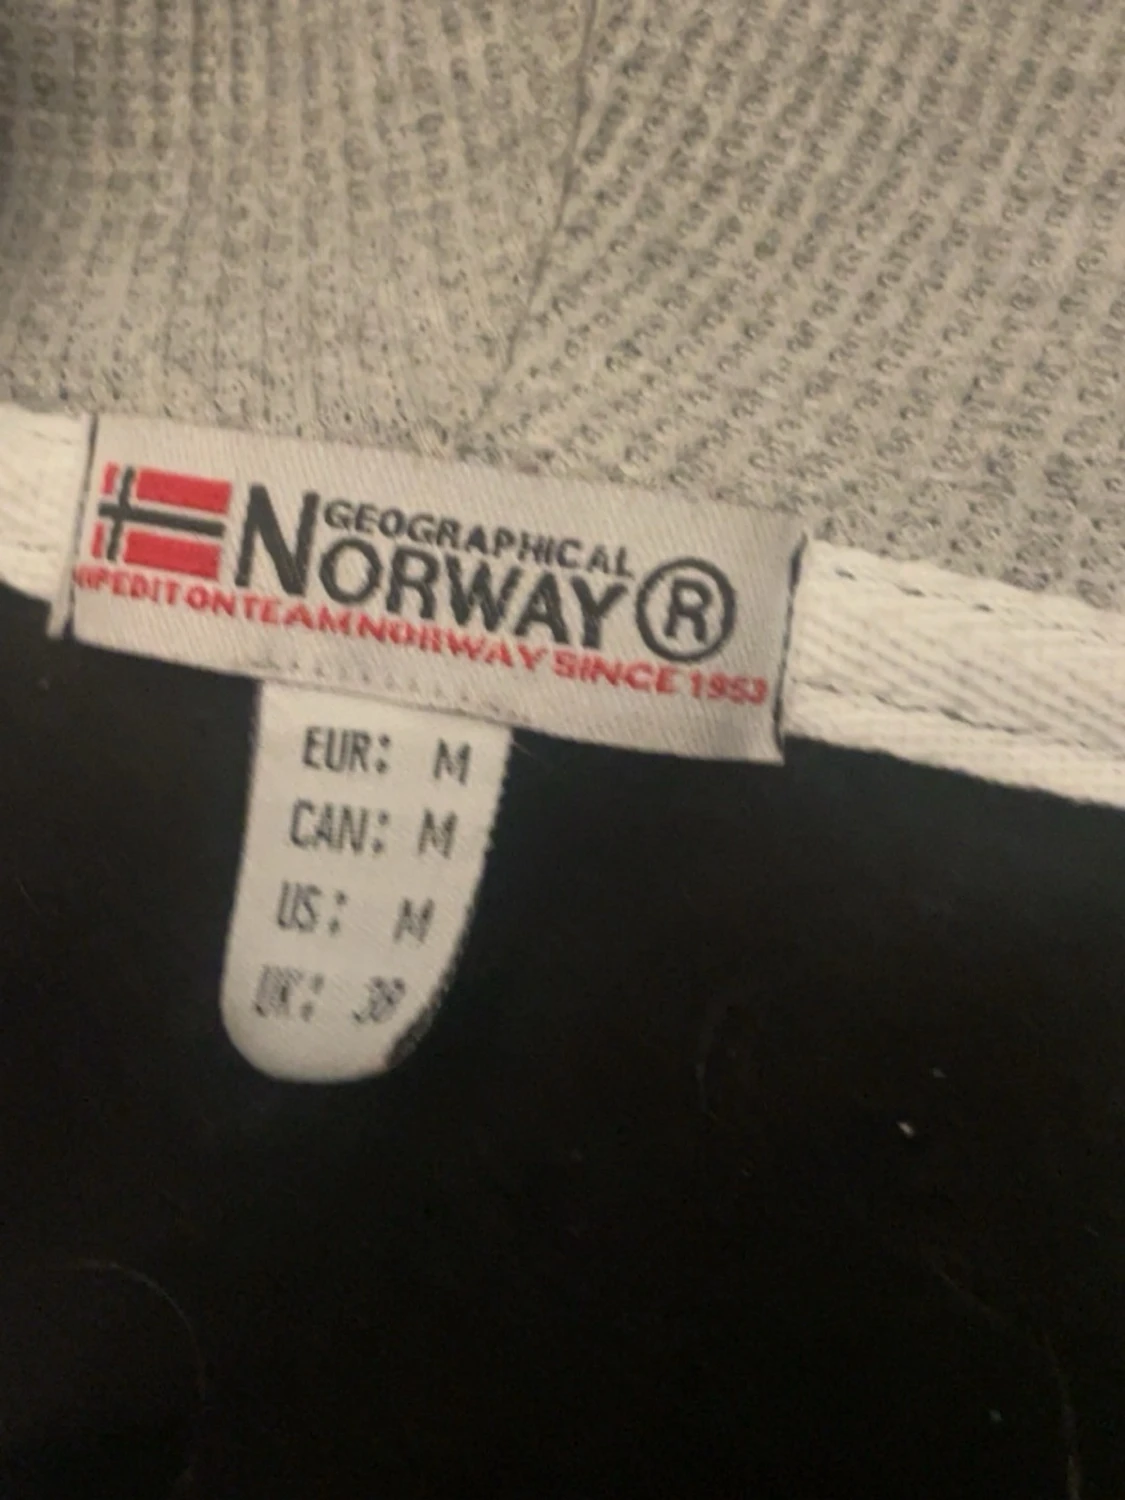 GEOGRAPHICAL
NORWAY ®
XPEDITONTEAMNORWAY SINCE 1953
EUR: M
CAN: M
US: M
UK: 38